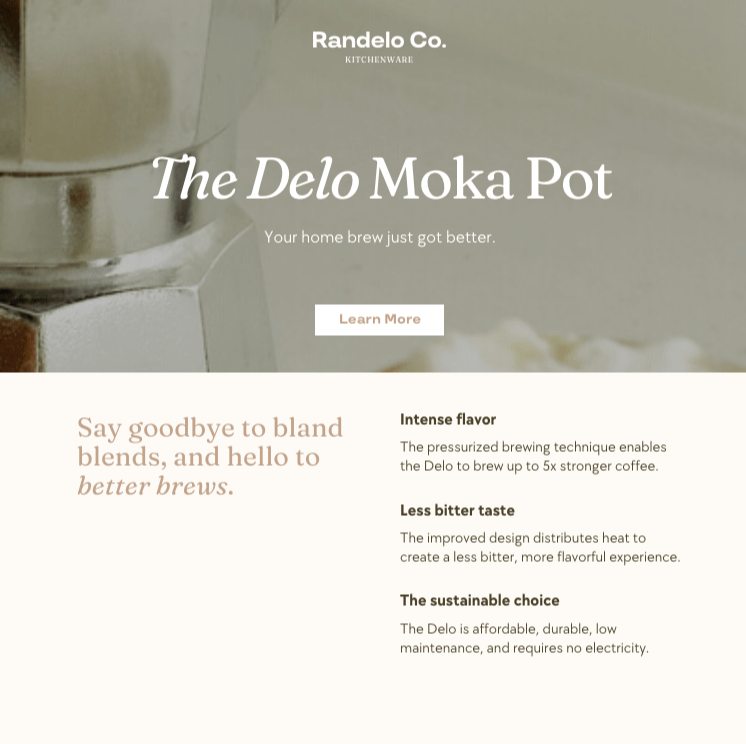 Randelo Co.
KITCHENWARE
The Delo Moka Pot
Your home brew just got better.
Learn More
Say goodbye to bland
blends, and hello to
better brews.
Intense flavor
The pressurized brewing technique enables
the Delo to brew up to 5x stronger coffee.
Less bitter taste
The improved design distributes heat to
create a less bitter, more flavorful experience.
The sustainable choice
The Delo is affordable, durable, low
maintenance, and requires no electricity.